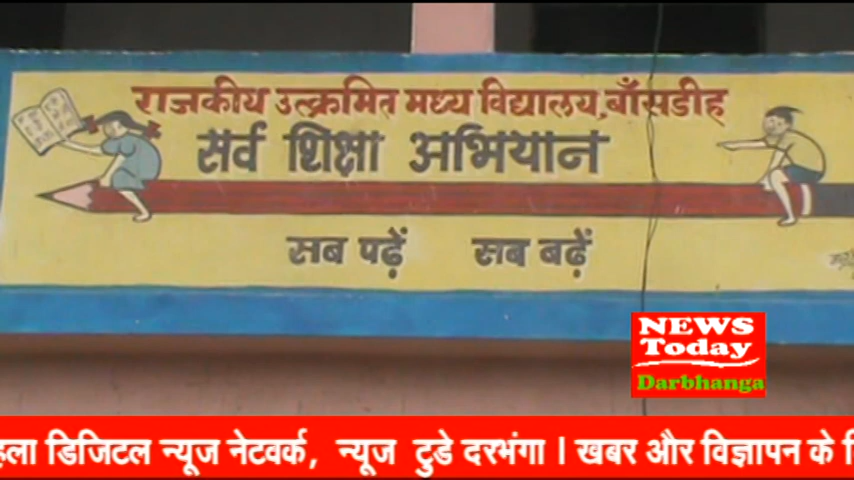 राजकीय उत्क्रमित मध्य विद्यालय, बाँसडीह
सर्व शिक्षा अभियान
सब पढ़ें सब बढ़ें
NEWS
Today
Darbhanga
डिजिटल न्यूज नेटवर्क, न्यूज टुडे दरभंगा । खबर और विज्ञापन के